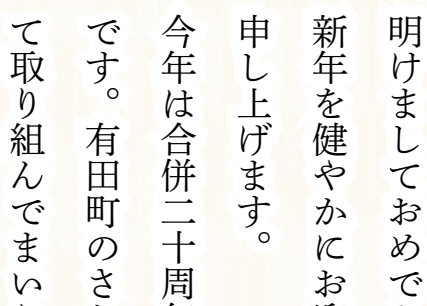 明けましておめで
新年を健やかにお
申し上げます。
今年は合併二十周
です。有田町のさ
て取り組んでまい